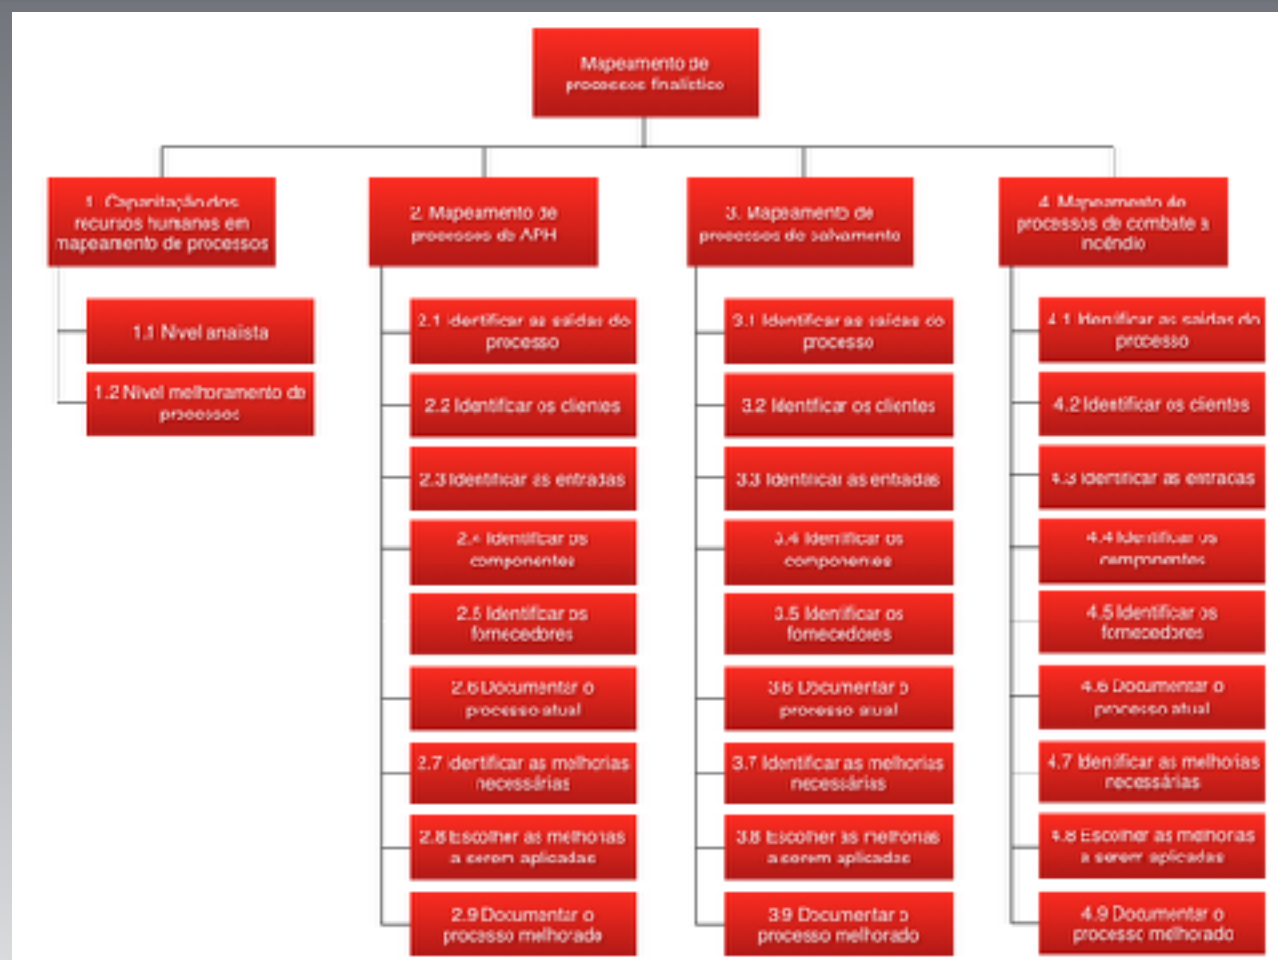 Mapeamento de
processos finalístico
1. Capacitação dos
recursos humanos em
mapeamento de processos
1.1 Nível analista
1.2 Nível melhoramento de
processos
2. Mapeamento de
processos de APH
2.1 Identificar as saídas do
processo
2.2 Identificar os clientes
2.3 Identificar as entradas
2.4 Identificar os
componentes
2.5 Identificar os
fornecedores
2.6 Documentar o
processo atual
2.7 Identificar as melhorias
necessárias
2.8 Escolher as melhorias
a serem aplicadas
2.9 Documentar o
processo melhorado
3. Mapeamento de
processos de salvamento
3.1 Identificar as saídas do
processo
3.2 Identificar os clientes
3.3 Identificar as entradas
3.4 Identificar os
componentes
3.5 Identificar os
fornecedores
3.6 Documentar o
processo atual
3.7 Identificar as melhorias
necessárias
3.8 Escolher as melhorias
a serem aplicadas
3.9 Documentar o
processo melhorado
4. Mapeamento de
processos de combate a
incêndio
4.1 Identificar as saídas do
processo
4.2 Identificar os clientes
4.3 Identificar as entradas
4.4 Identificar os
componentes
4.5 Identificar os
fornecedores
4.6 Documentar o
processo atual
4.7 Identificar as melhorias
necessárias
4.8 Escolher as melhorias
a serem aplicadas
4.9 Documentar o
processo melhorado